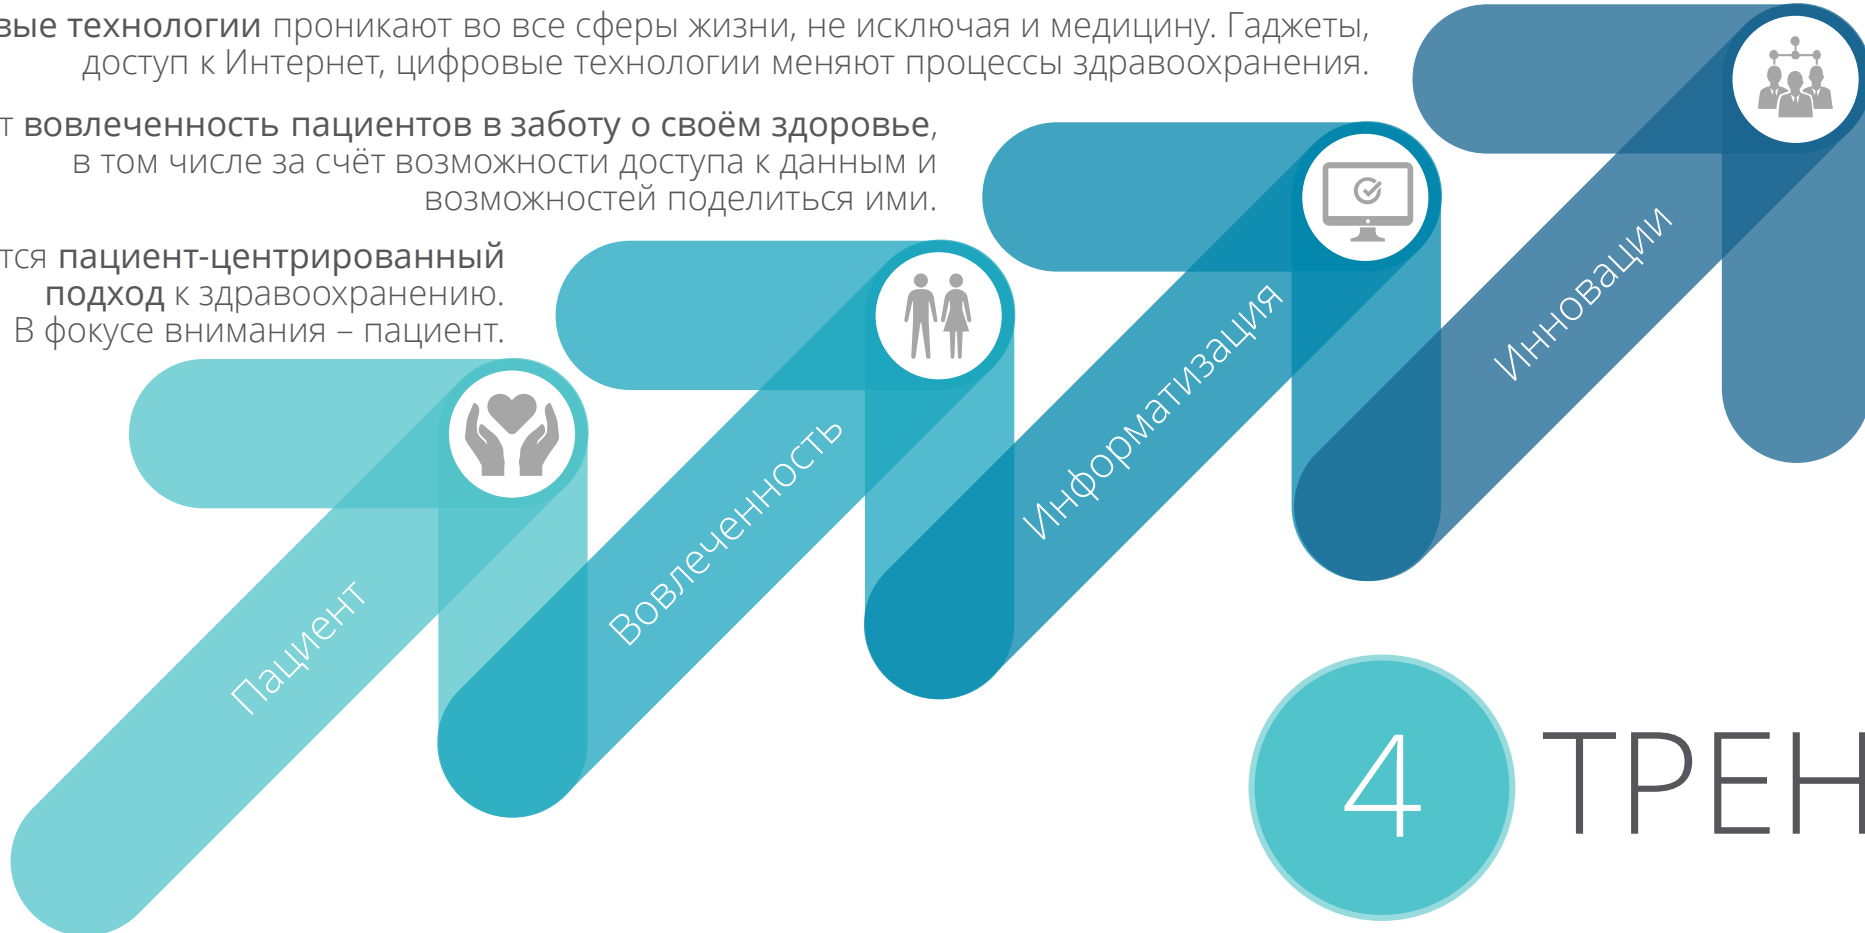 вые технологии проникают во все сферы жизни, не исключая и медицину. Гаджеты,
доступ к Интернет, цифровые технологии меняют процессы здравоохранения.
т вовлеченность пациентов в заботу о своём здоровье,
в том числе за счёт возможности доступа к данным и
возможностей поделиться ими.
тся пациент-центрированный
подход к здравоохранению.
В фокусе внимания – пациент.
Пациент
Вовлеченность
Информатизация
Инновации
4 ТРЕН